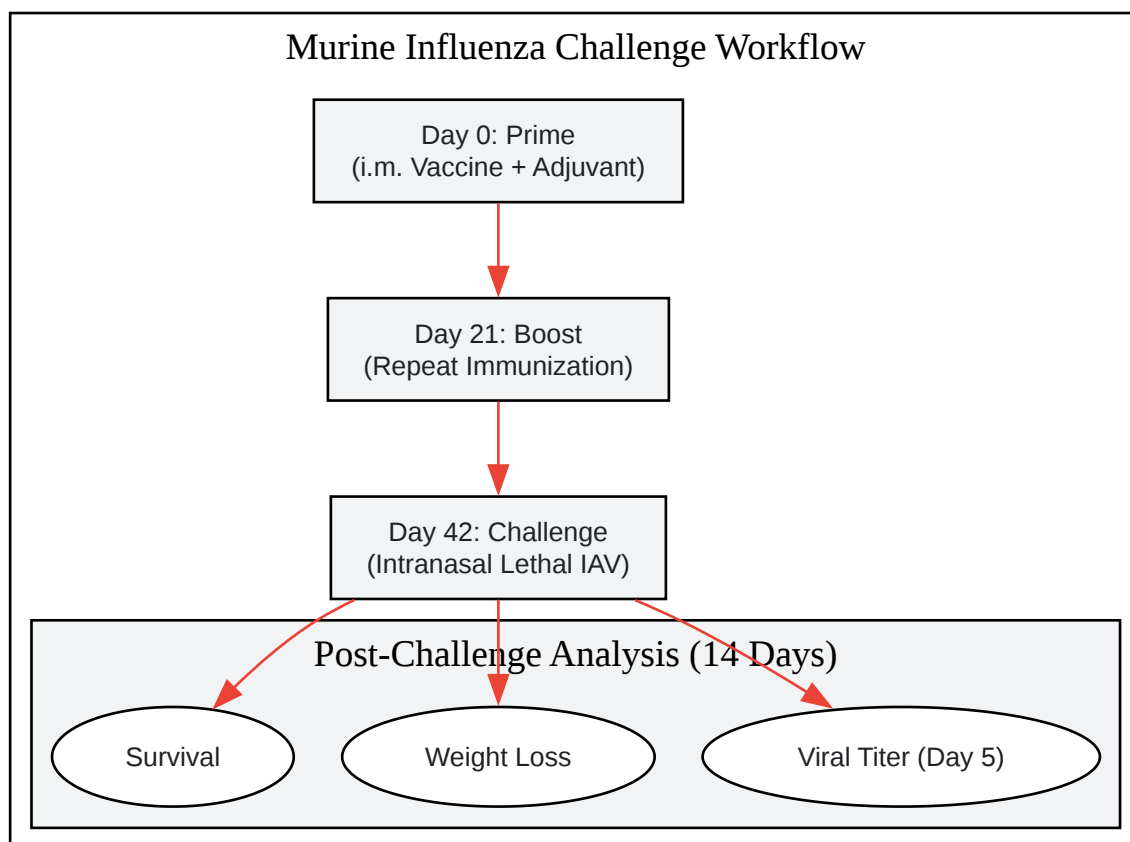 Murine Influenza Challenge Workflow
Day 0: Prime
(i.m. Vaccine + Adjuvant)
Day 21: Boost
(Repeat Immunization)
Day 42: Challenge
(Intranasal Lethal IAV)
Post-Challenge Analysis (14 Days)
Survival
Weight Loss
Viral Titer (Day 5)